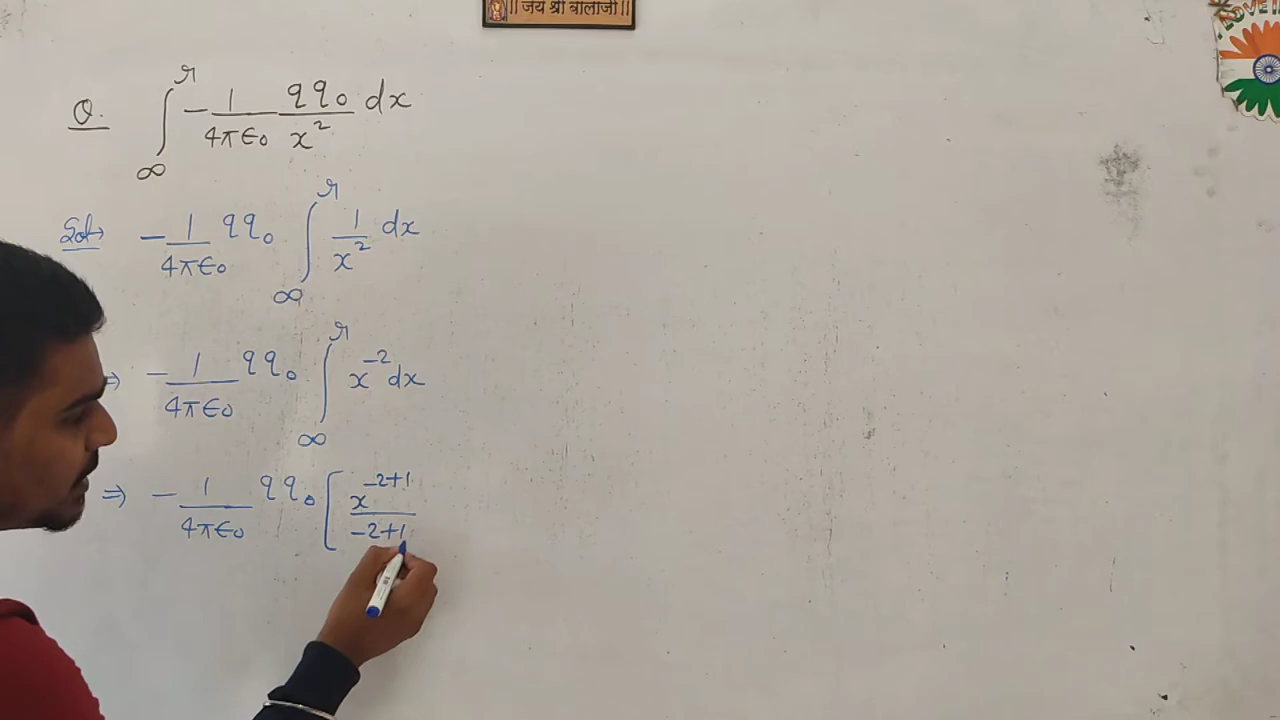 ॥ जय श्री बालाजी ॥
Q. ∫_∞^r - 1/4πϵ₀ qq₀/x² dx
Sol→ - 1/4πϵ₀ qq₀ ∫_∞^r 1/x² dx
⇒ - 1/4πϵ₀ qq₀ ∫_∞^r x⁻² dx
⇒ - 1/4πϵ₀ qq₀ [ x^(-2+1)/-2+1